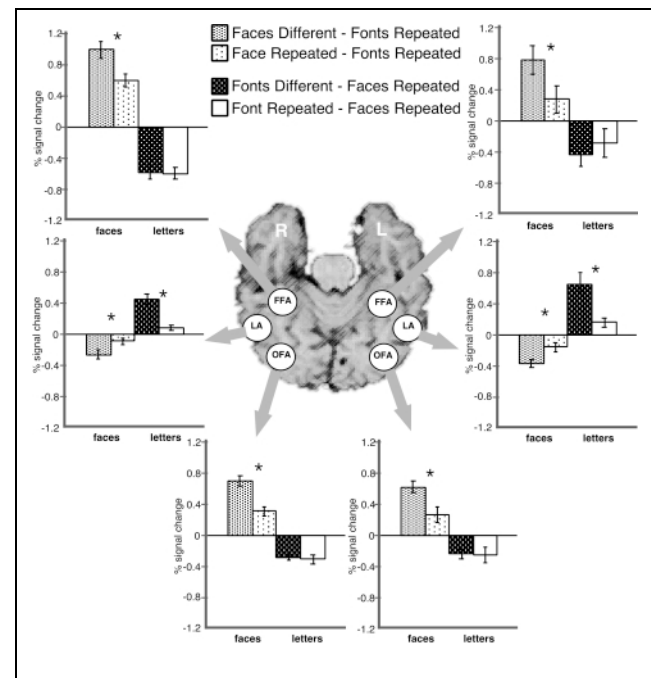 Faces Different - Fonts Repeated
Face Repeated - Fonts Repeated
Fonts Different - Faces Repeated
Font Repeated - Faces Repeated
% signal change
1.2
0.8
0.4
0
-0.4
-0.8
-1.2
*
faces letters
% signal change
1.2
0.8
0.4
0
-0.4
-0.8
-1.2
*
faces letters
R L
FFA FFA
LA LA
OFA OFA
% signal change
1.2
0.8
0.4
0
-0.4
-0.8
-1.2
* *
faces letters
% signal change
1.2
0.8
0.4
0
-0.4
-0.8
-1.2
* *
faces letters
% signal change
1.2
0.8
0.4
0
-0.4
-0.8
-1.2
*
faces letters
% signal change
1.2
0.8
0.4
0
-0.4
-0.8
-1.2
*
faces letters